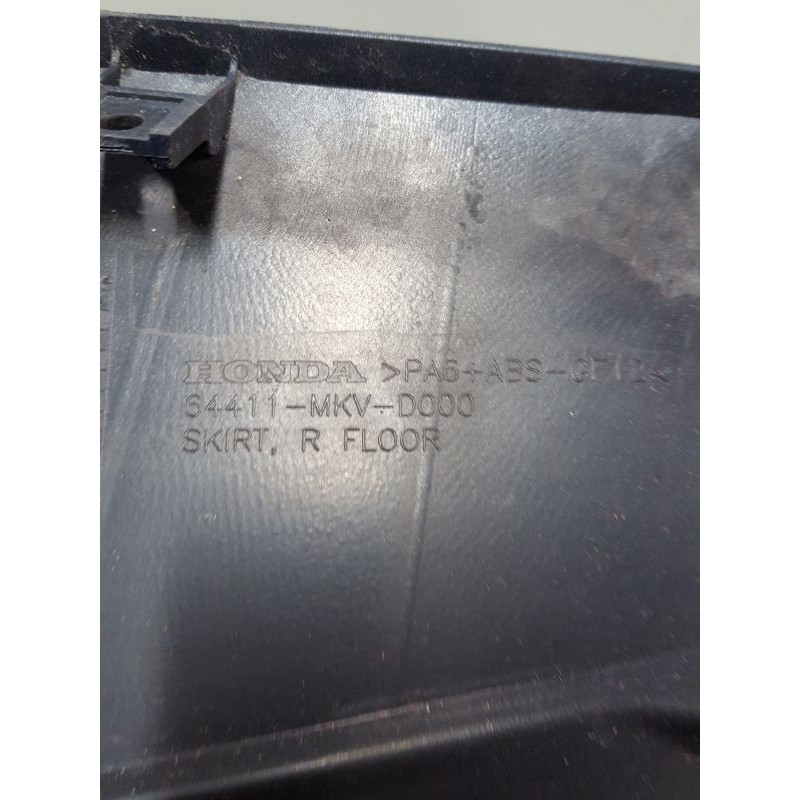 HONDA >PA6+ABS-
64411-MKV-D000
SKIRT, R FLOOR